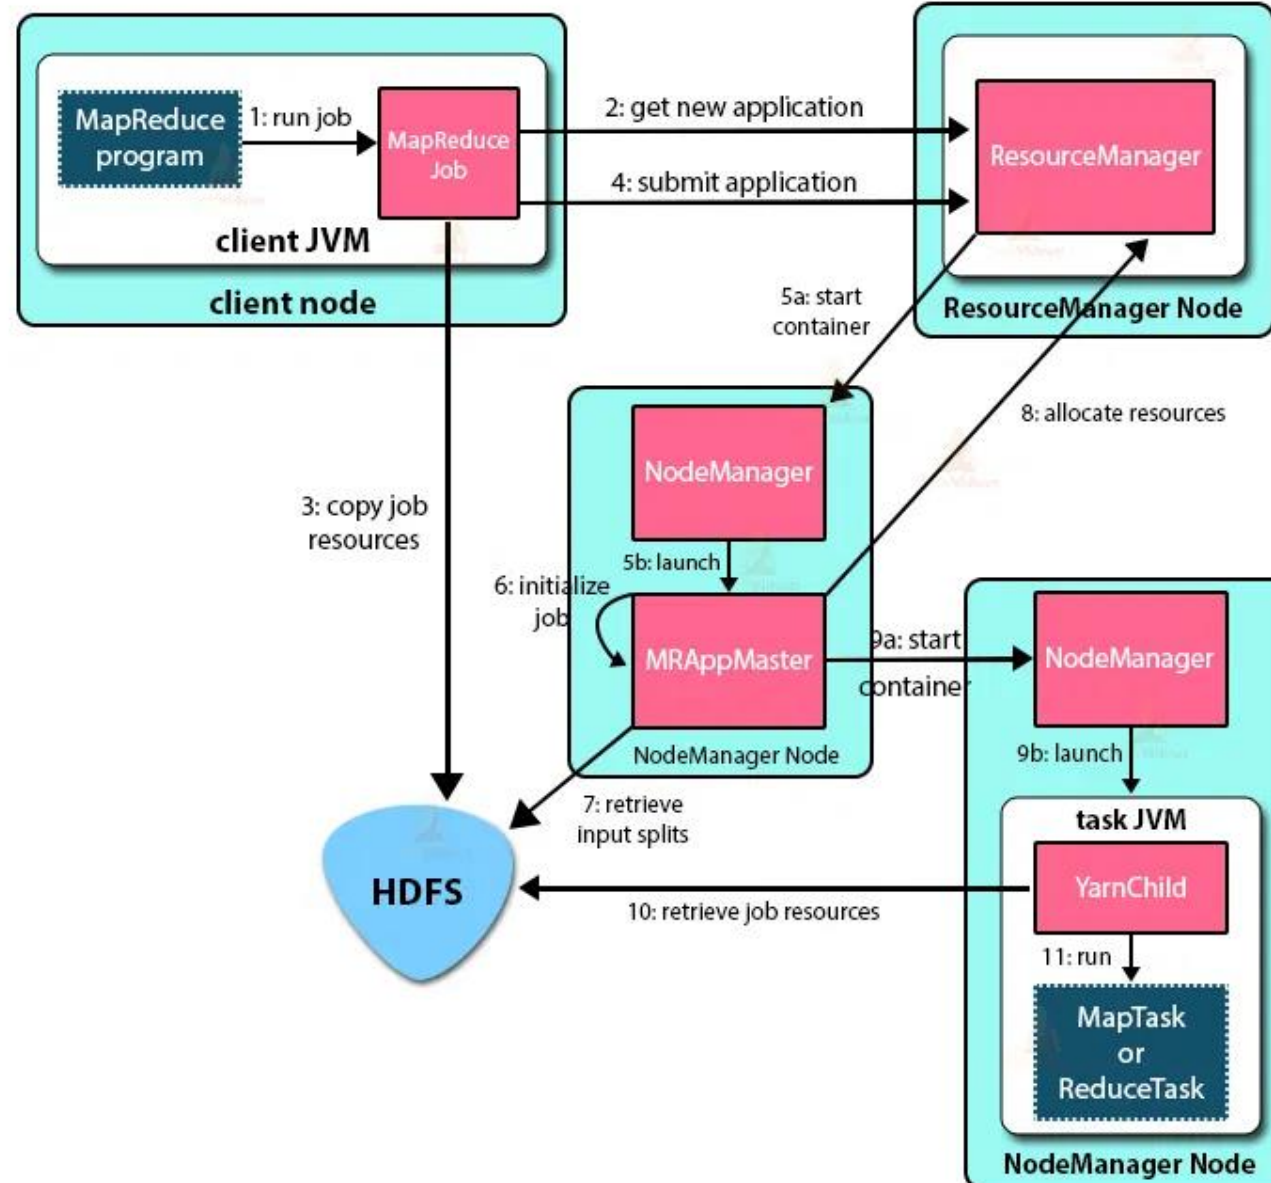 MapReduce
program
1: run job
MapReduce
Job
client JVM
client node
2: get new application
4: submit application
ResourceManager
ResourceManager Node
5a: start
container
8: allocate resources
3: copy job
resources
NodeManager
5b: launch
6: initialize
job
MRAppMaster
NodeManager Node
9a: start
container
NodeManager
9b: launch
7: retrieve
input splits
task JVM
HDFS
YarnChild
10: retrieve job resources
11: run
MapTask
or
ReduceTask
NodeManager Node